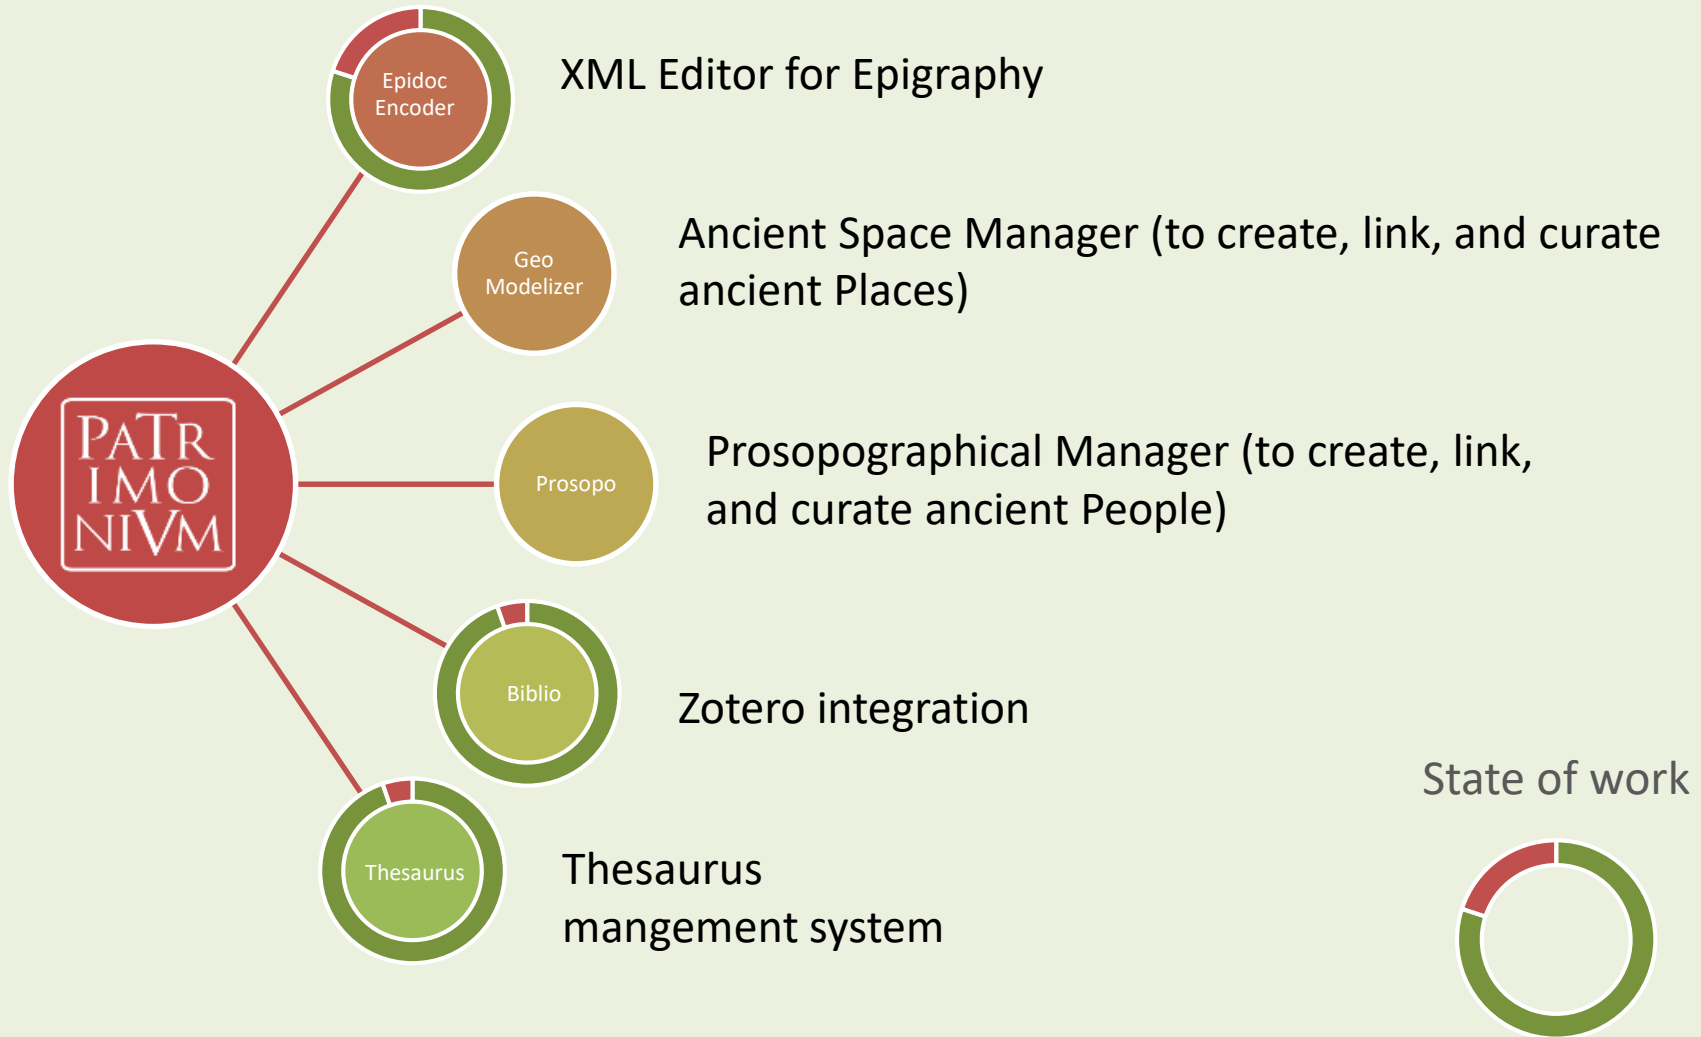 Epidoc
Encoder
XML Editor for Epigraphy
Geo
Modelizer
Ancient Space Manager (to create, link, and curate
ancient Places)
PATR
IMO
NIVM
Prosopo
Prosopographical Manager (to create, link,
and curate ancient People)
Biblio
Zotero integration
State of work
Thesaurus
Thesaurus
mangement system